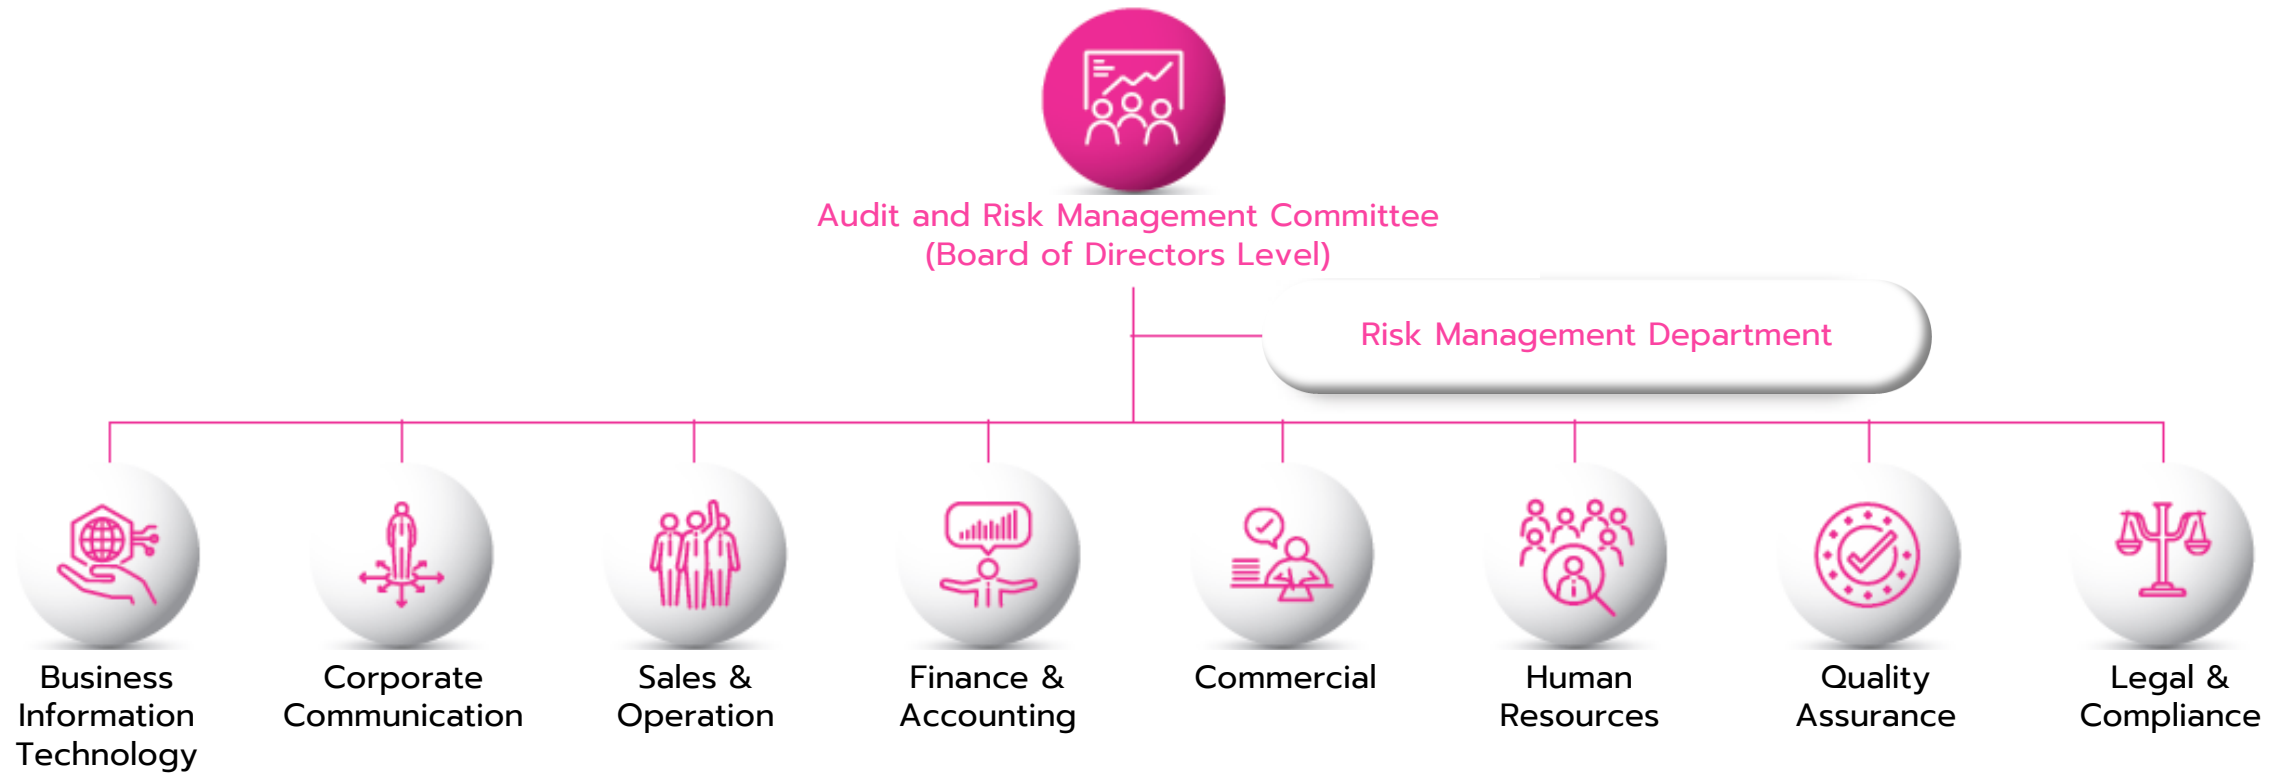 Audit and Risk Management Committee
(Board of Directors Level)
Risk Management Department
Business
Information
Technology
Corporate
Communication
Sales &
Operation
Finance &
Accounting
Commercial
Human
Resources
Quality
Assurance
Legal &
Compliance